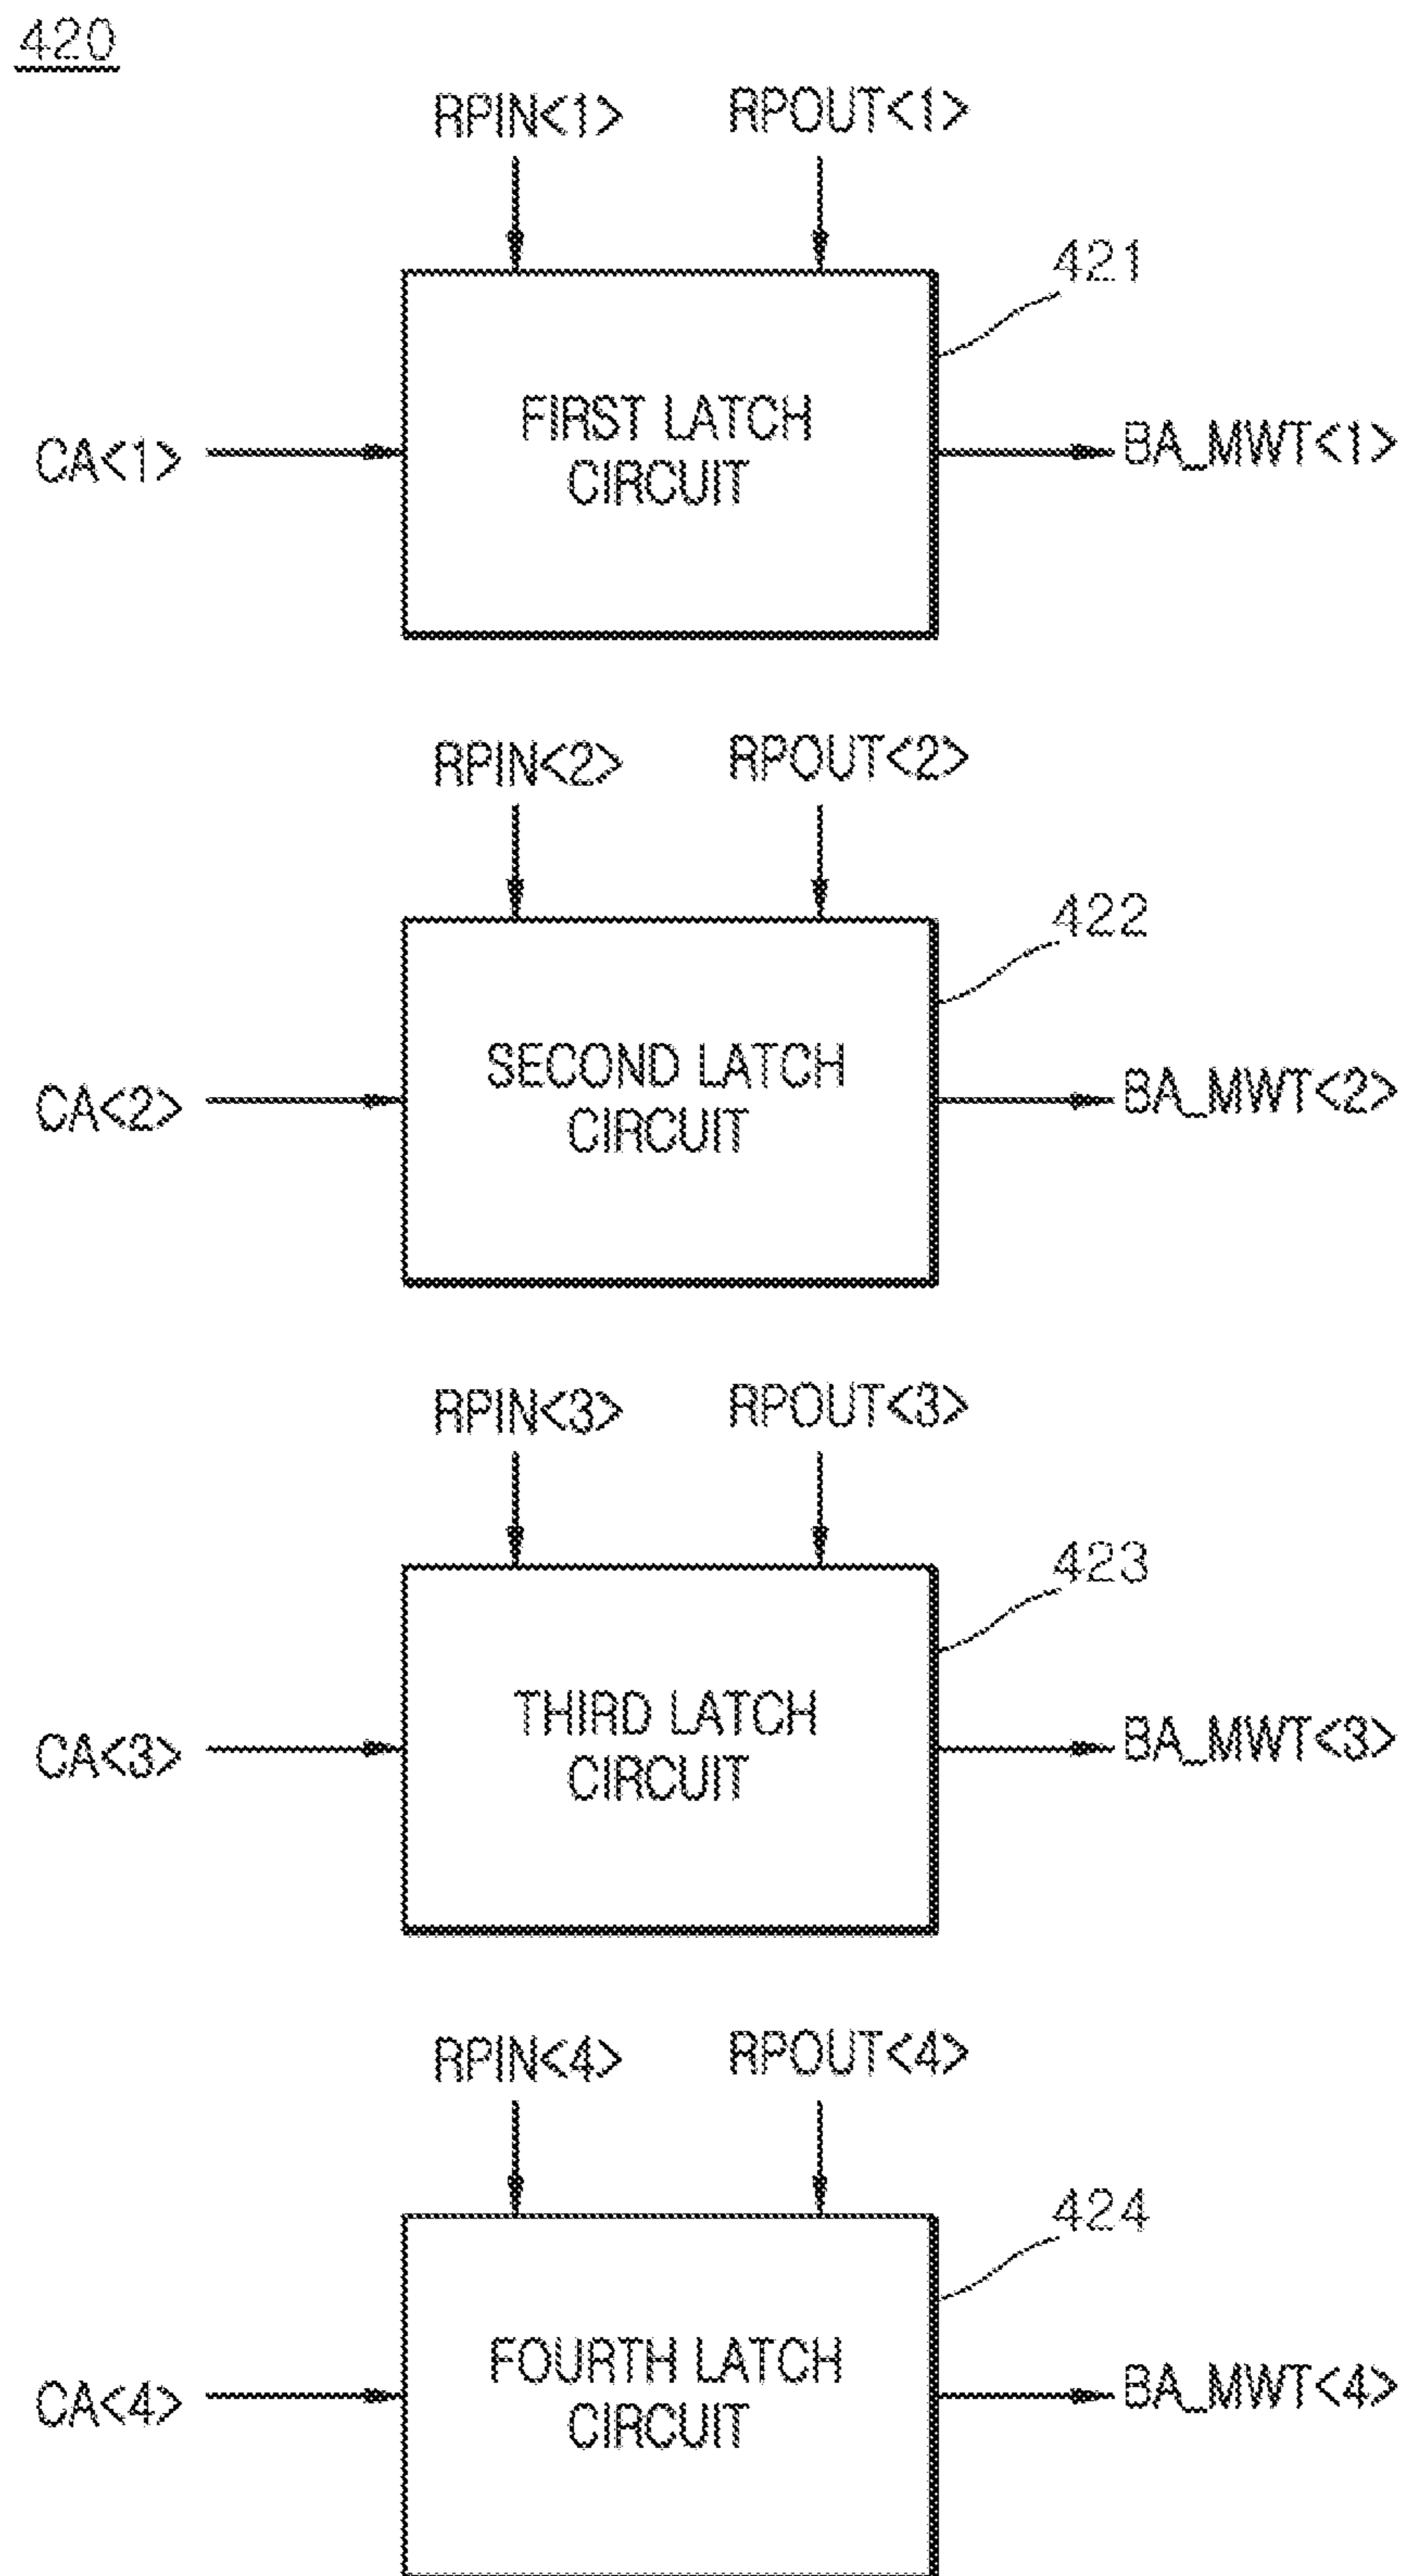 420
RPIN<1> RPOUT<1>
421
FIRST LATCH
CIRCUIT
CA<1>
BA_MWT<1>
RPIN<2> RPOUT<2>
422
SECOND LATCH
CIRCUIT
CA<2>
BA_MWT<2>
RPIN<3> RPOUT<3>
423
THIRD LATCH
CIRCUIT
CA<3>
BA_MWT<3>
RPIN<4> RPOUT<4>
424
FOURTH LATCH
CIRCUIT
CA<4>
BA_MWT<4>